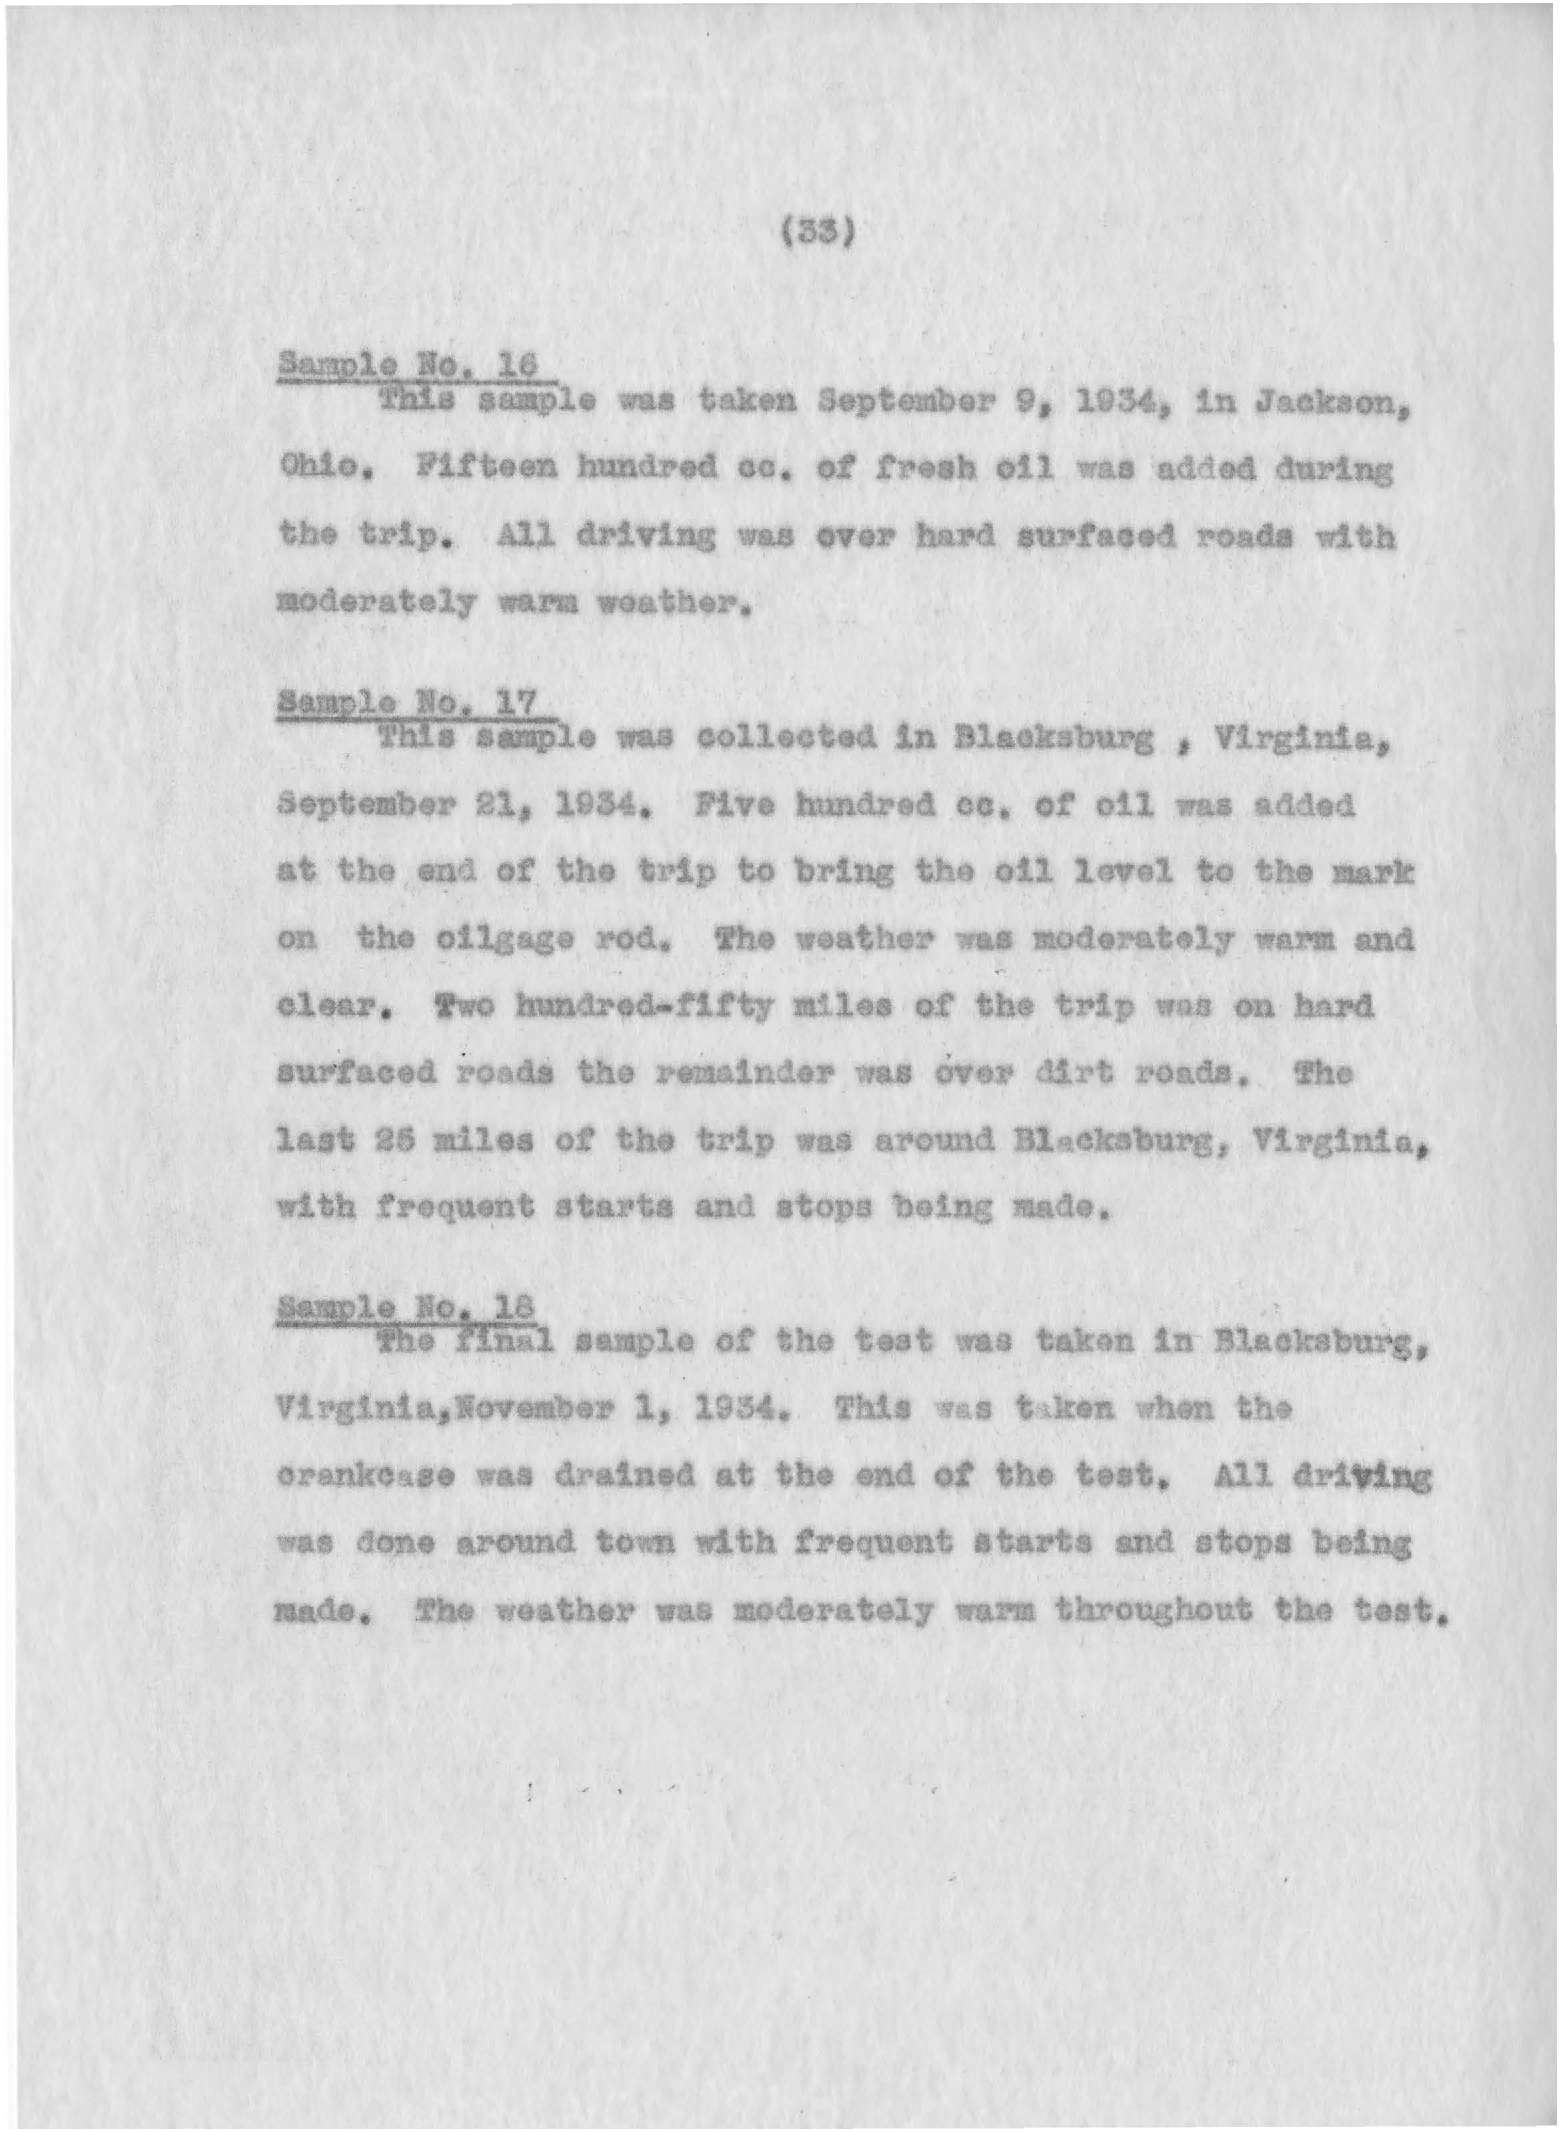 (33)
Sample No. 16
This sample was taken September 9, 1934, in Jackson,
Ohio. Fifteen hundred cc. of fresh oil was added during
the trip. All driving was over hard surfaced roads with
moderately warm weather.
Sample No. 17
This sample was collected in Blacksburg , Virginia,
September 21, 1934. Five hundred cc. of oil was added
at the end of the trip to bring the oil level to the mark
on the oilgage rod. The weather was moderately warm and
clear. Two hundred-fifty miles of the trip was on hard
surfaced roads the remainder was over dirt roads. The
last 25 miles of the trip was around Blacksburg, Virginia,
with frequent starts and stops being made.
Sample No. 18
The final sample of the test was taken in Blacksburg,
Virginia,November 1, 1934. This was taken when the
crankcase was drained at the end of the test. All driving
was done around town with frequent starts and stops being
made. The weather was moderately warm throughout the test.